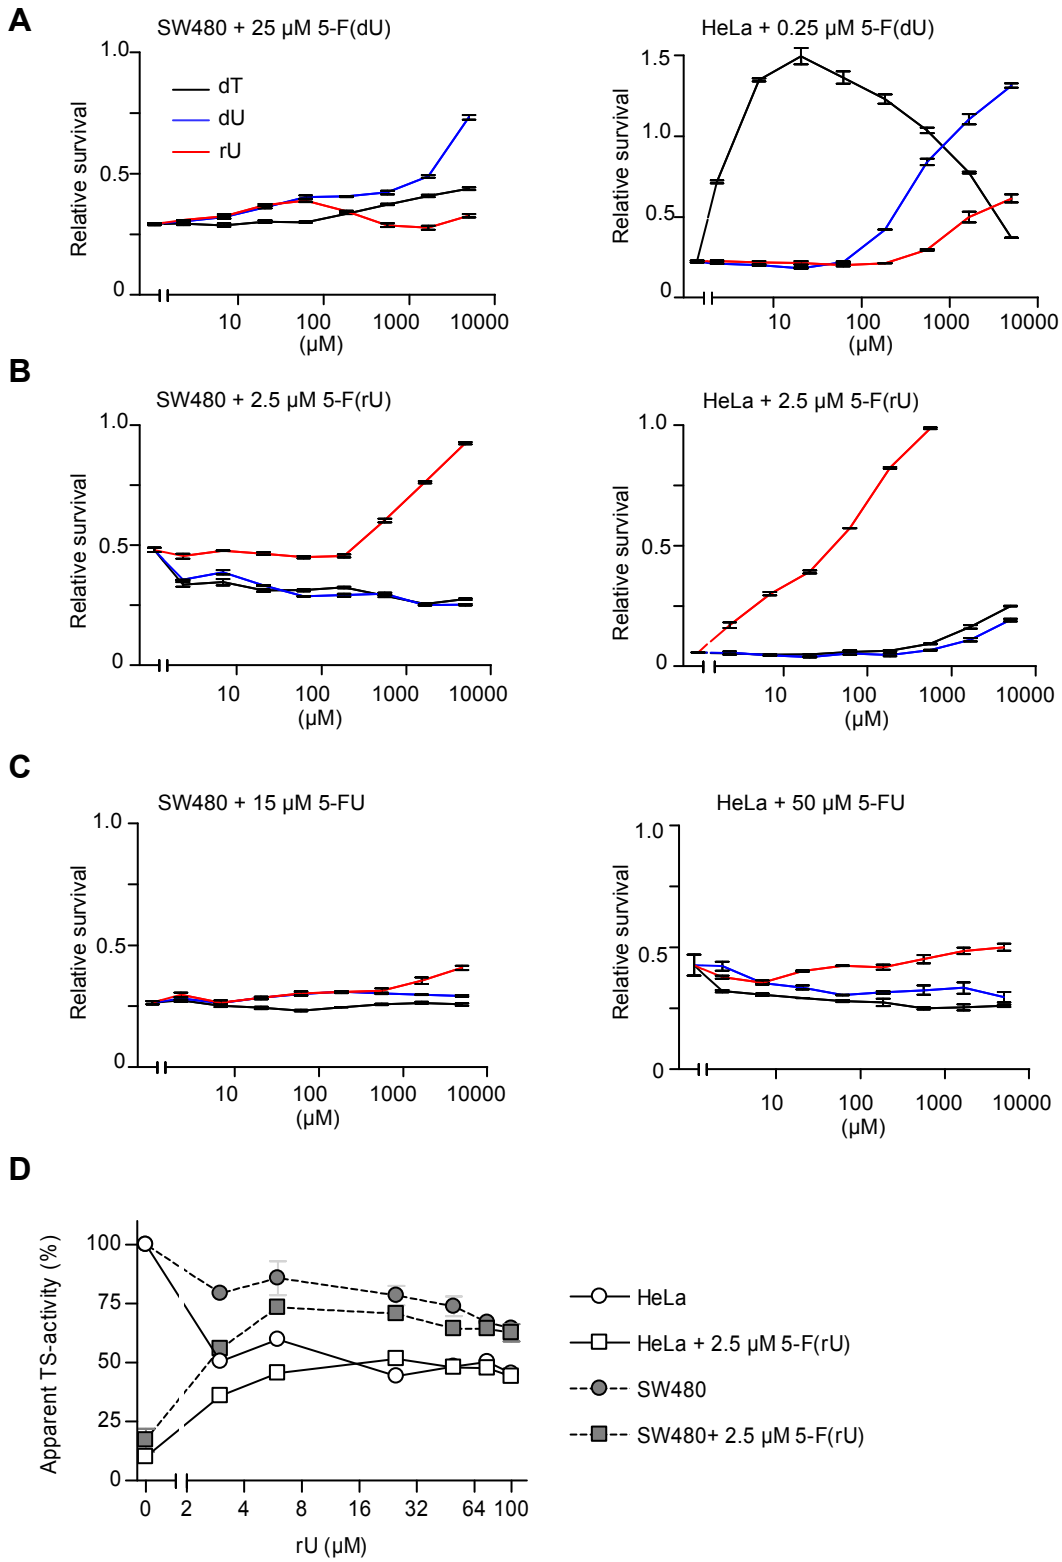 A
SW480 + 25 µM 5-F(dU)
HeLa + 0.25 µM 5-F(dU)
Relative survival
1.0
0.5
0
dT
dU
rU
10 100 1000 10000
(µM)
Relative survival
1.5
1.0
0.5
0
10 100 1000 10000
(µM)
B
SW480 + 2.5 µM 5-F(rU)
HeLa + 2.5 µM 5-F(rU)
Relative survival
1.0
0.5
0
10 100 1000 10000
(µM)
Relative survival
1.0
0.5
0
10 100 1000 10000
(µM)
C
SW480 + 15 µM 5-FU
HeLa + 50 µM 5-FU
Relative survival
1.0
0.5
0
10 100 1000 10000
(µM)
Relative survival
1.0
0.5
0
10 100 1000 10000
(µM)
D
Apparent TS-activity (%)
100
75
50
25
0
0 2 4 8 16 32 64 100
rU (µM)
HeLa
HeLa + 2.5 µM 5-F(rU)
SW480
SW480+ 2.5 µM 5-F(rU)